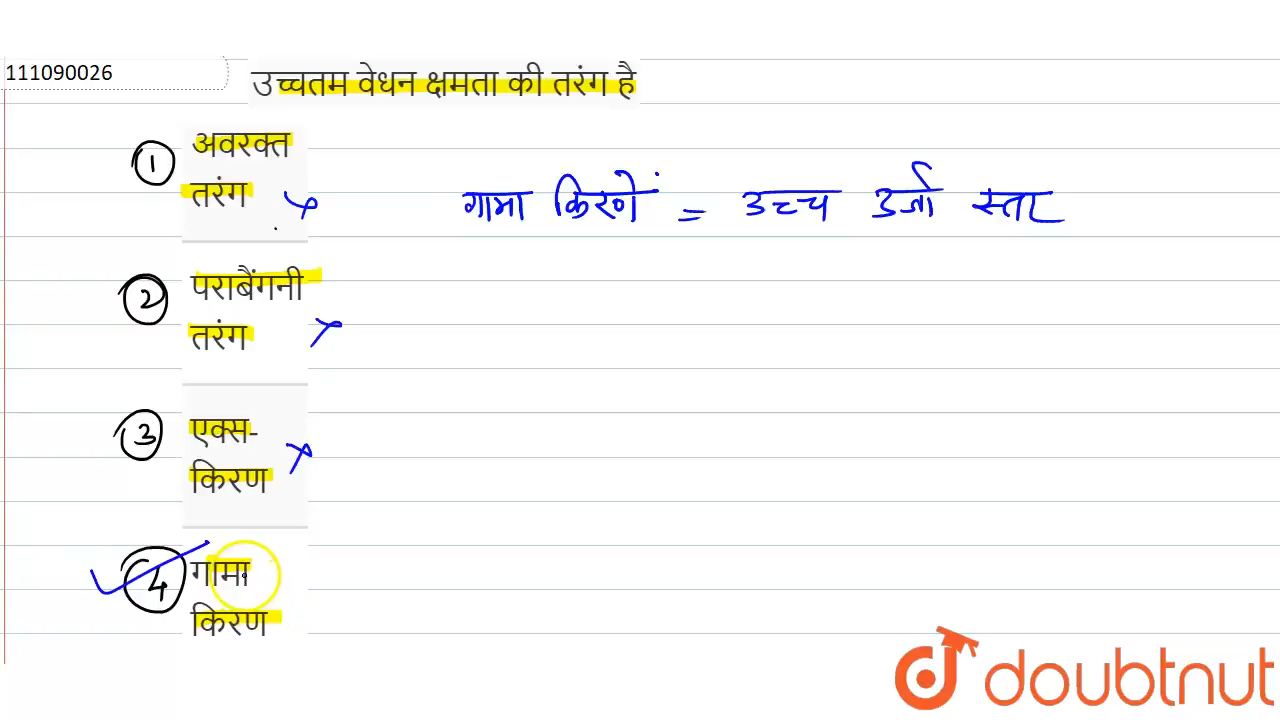 111090026
उच्चतम वेधन क्षमता की तरंग है
1 अवरक्त
तरंग
गामा किरणें = उच्च उर्जा स्तर
2 पराबैंगनी
तरंग
3 एक्स-
किरण
4 गामा
किरण
doubtnut